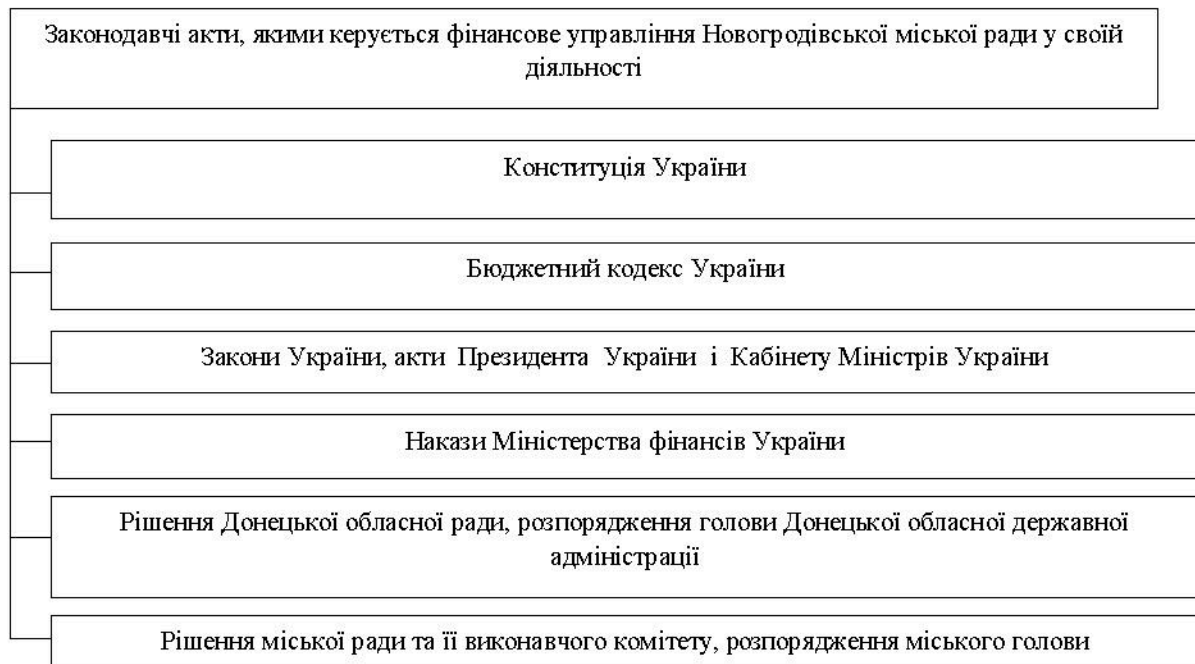 Законодавчі акти, якими керується фінансове управління Новогродівської міської ради у своїй
діяльності
Конституція України
Бюджетний кодекс України
Закони України, акти Президента України і Кабінету Міністрів України
Накази Міністерства фінансів України
Рішення Донецької обласної ради, розпорядження голови Донецької обласної державної
адміністрації
Рішення міської ради та її виконавчого комітету, розпорядження міського голови